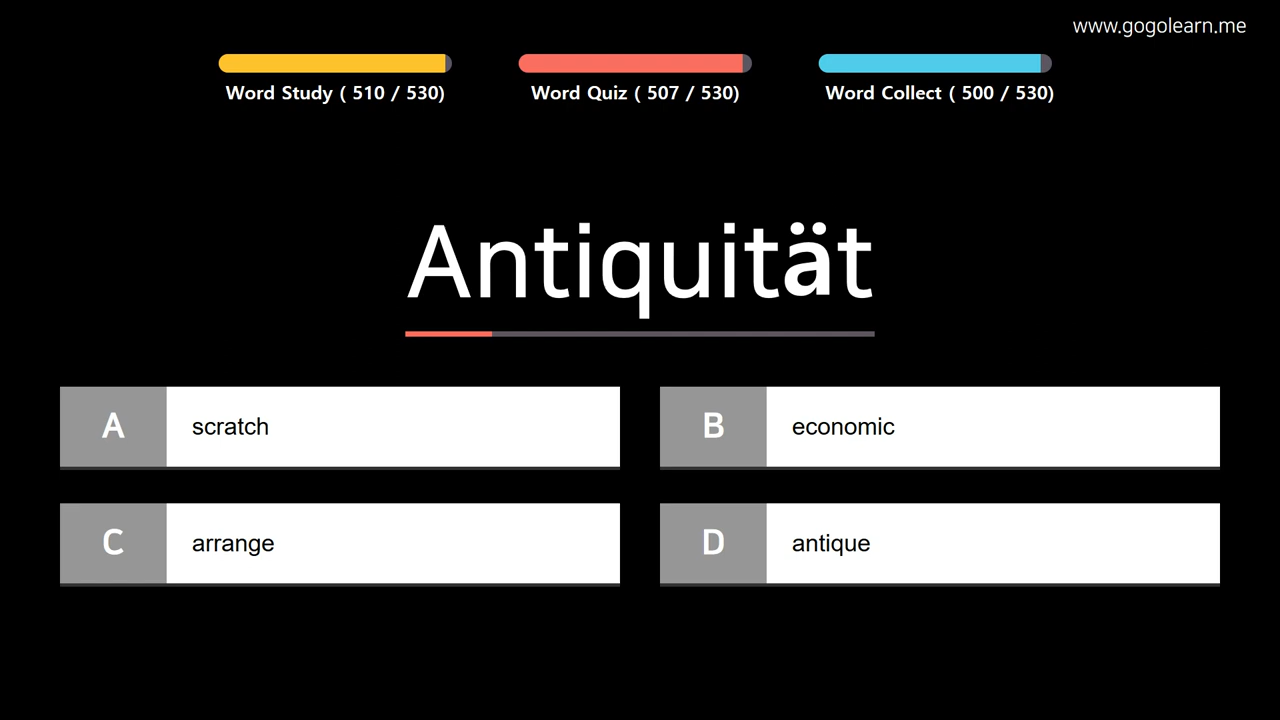 www.gogolearn.me
Word Study ( 510 / 530)
Word Quiz ( 507 / 530)
Word Collect ( 500 / 530)
Antiquität
A
scratch
B
economic
C
arrange
D
antique